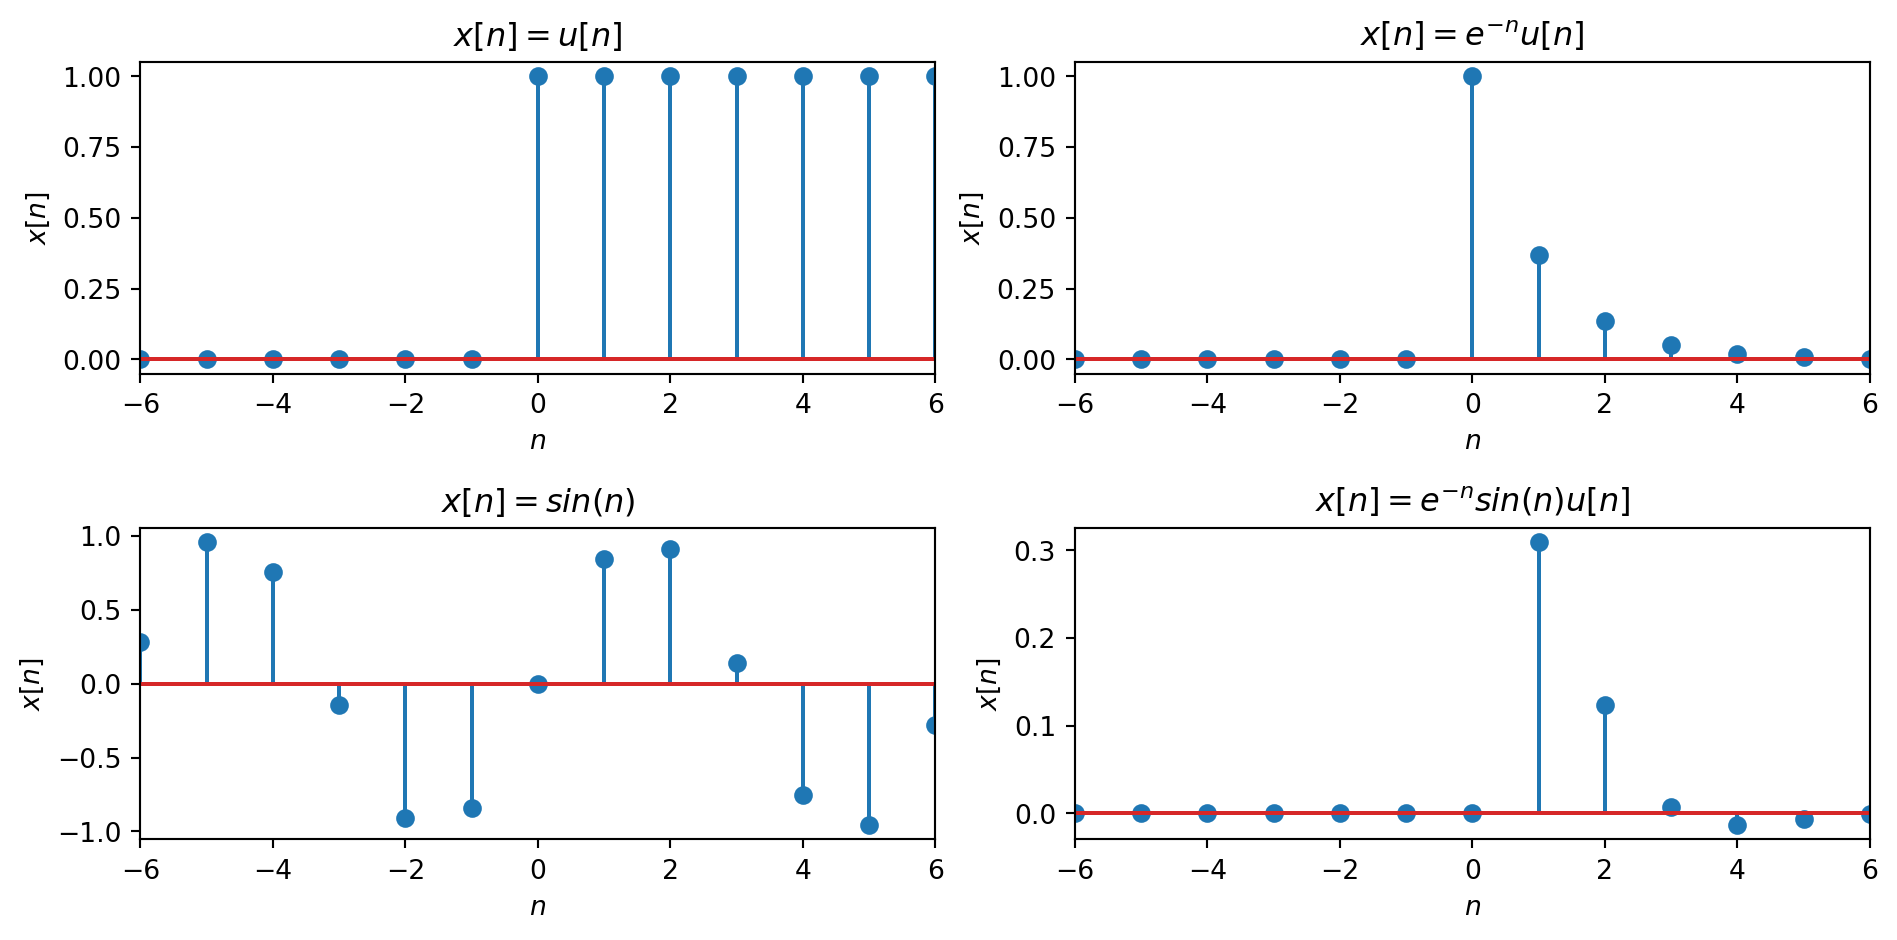 x[n] = u[n]
1.00
0.75
0.50
0.25
0.00
x[n]
−6 −4 −2 0 2 4 6
n
x[n] = e⁻ⁿu[n]
1.00
0.75
0.50
0.25
0.00
x[n]
−6 −4 −2 0 2 4 6
n
x[n] = sin(n)
1.0
0.5
0.0
−0.5
−1.0
x[n]
−6 −4 −2 0 2 4 6
n
x[n] = e⁻ⁿsin(n)u[n]
0.3
0.2
0.1
0.0
x[n]
−6 −4 −2 0 2 4 6
n